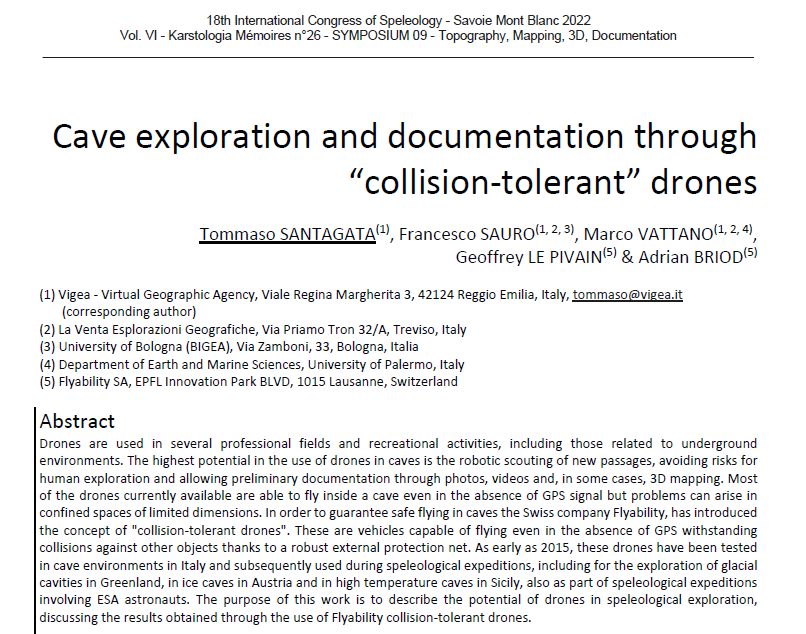 18th International Congress of Speleology - Savoie Mont Blanc 2022
Vol. VI - Karstologia Mémoires n°26 - SYMPOSIUM 09 - Topography, Mapping, 3D, Documentation
Cave exploration and documentation through
“collision-tolerant” drones
Tommaso SANTAGATA(1), Francesco SAURO(1, 2, 3), Marco VATTANO(1, 2, 4),
Geoffrey LE PIVAIN(5) & Adrian BRIOD(5)
(1) Vigea - Virtual Geographic Agency, Viale Regina Margherita 3, 42124 Reggio Emilia, Italy, tommaso@vigea.it
(corresponding author)
(2) La Venta Esplorazioni Geografiche, Via Priamo Tron 32/A, Treviso, Italy
(3) University of Bologna (BIGEA), Via Zamboni, 33, Bologna, Italia
(4) Department of Earth and Marine Sciences, University of Palermo, Italy
(5) Flyability SA, EPFL Innovation Park BLVD, 1015 Lausanne, Switzerland
Abstract
Drones are used in several professional fields and recreational activities, including those related to underground
environments. The highest potential in the use of drones in caves is the robotic scouting of new passages, avoiding risks for
human exploration and allowing preliminary documentation through photos, videos and, in some cases, 3D mapping. Most
of the drones currently available are able to fly inside a cave even in the absence of GPS signal but problems can arise in
confined spaces of limited dimensions. In order to guarantee safe flying in caves the Swiss company Flyability, has introduced
the concept of "collision-tolerant drones". These are vehicles capable of flying even in the absence of GPS withstanding
collisions against other objects thanks to a robust external protection net. As early as 2015, these drones have been tested
in cave environments in Italy and subsequently used during speleological expeditions, including for the exploration of glacial
cavities in Greenland, in ice caves in Austria and in high temperature caves in Sicily, also as part of speleological expeditions
involving ESA astronauts. The purpose of this work is to describe the potential of drones in speleological exploration,
discussing the results obtained through the use of Flyability collision-tolerant drones.